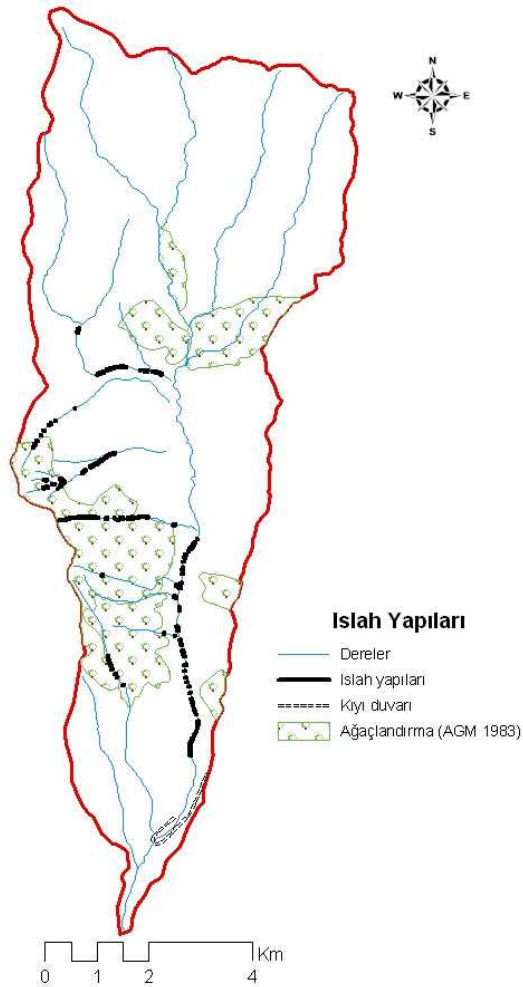 N
W E
S
Islah Yapıları
Dereler
Islah yapıları
Kıyı duvarı
Ağaçlandırma (AGM 1983)
Km
0 1 2 4